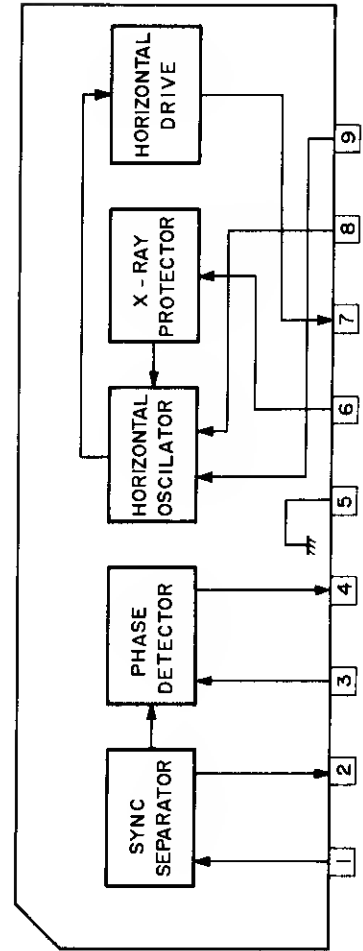 SYNC
SEPARATOR
PHASE
DETECTOR
HORIZONTAL
OSCILATOR
X - RAY
PROTECTOR
HORIZONTAL
DRIVE
1
2
3
4
5
6
7
8
9